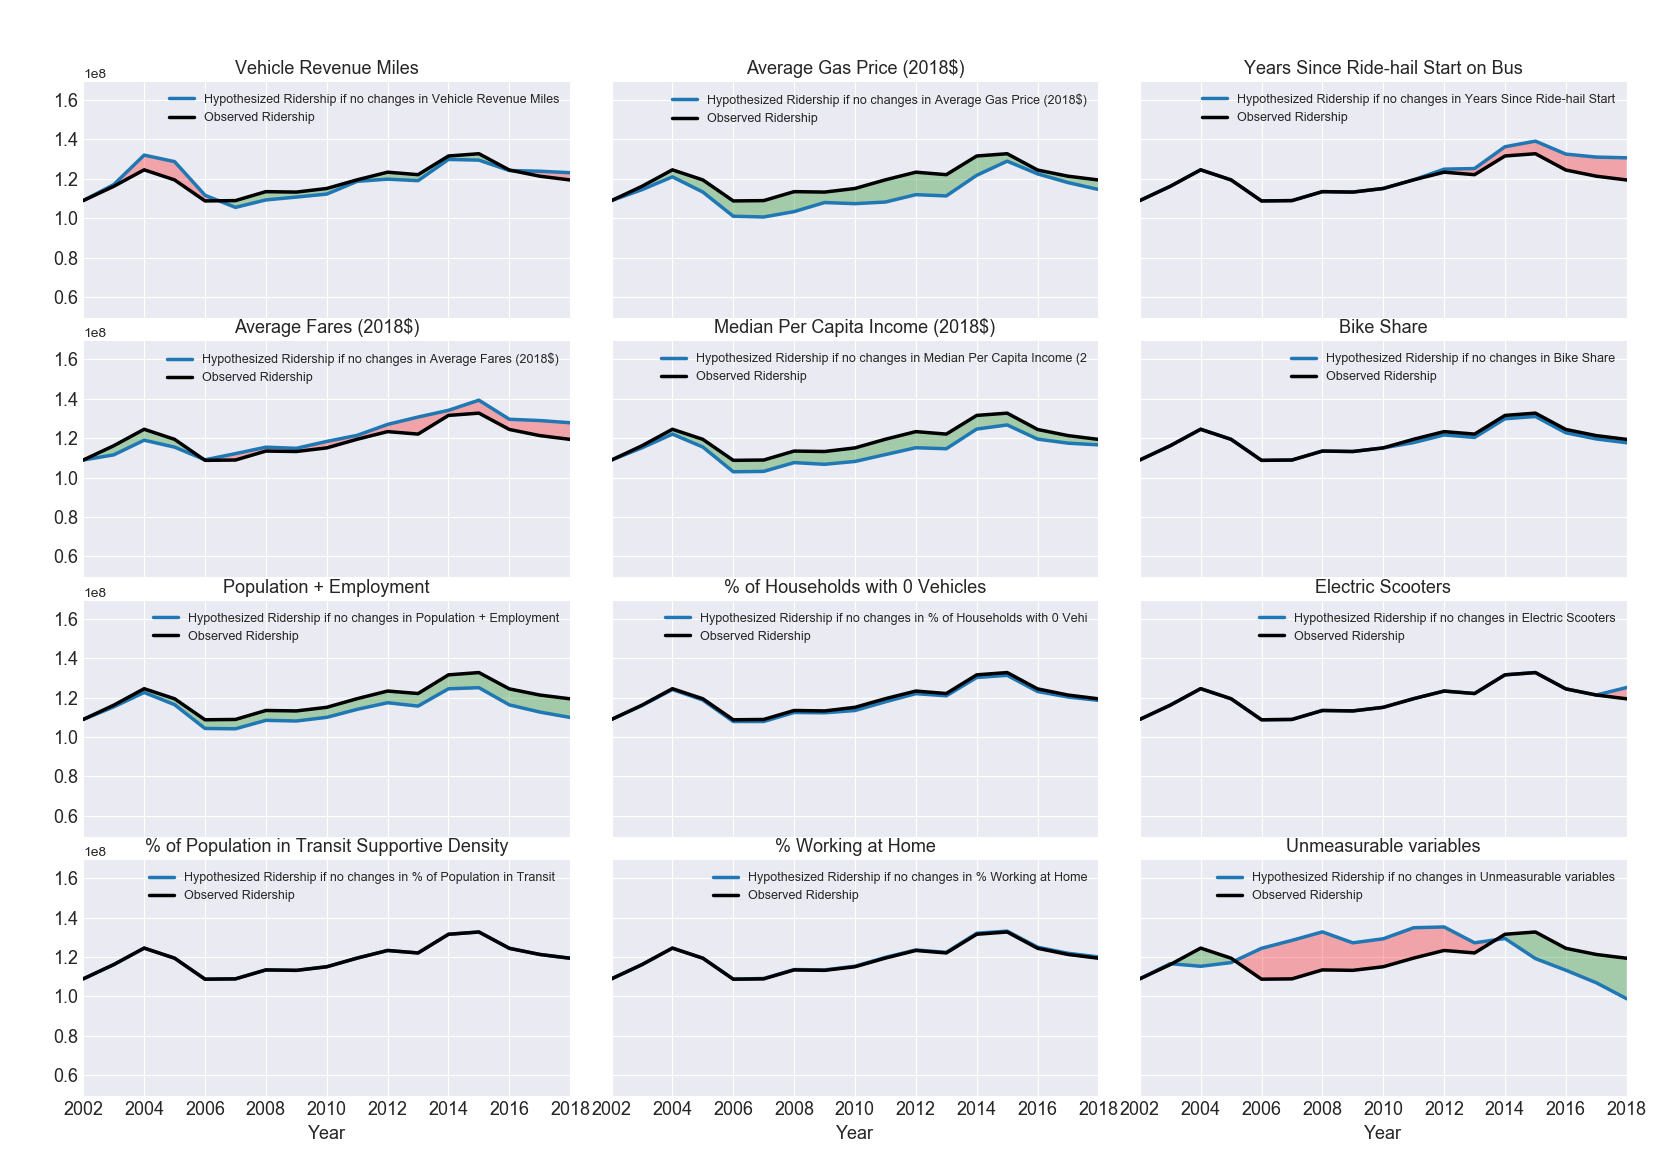 Vehicle Revenue Miles
1e8
Hypothesized Ridership if no changes in Vehicle Revenue Miles
Observed Ridership
1.6
1.4
1.2
1.0
0.8
0.6
Average Gas Price (2018$)
Hypothesized Ridership if no changes in Average Gas Price (2018$)
Observed Ridership
Years Since Ride-hail Start on Bus
Hypothesized Ridership if no changes in Years Since Ride-hail Start
Observed Ridership
Average Fares (2018$)
1e8
Hypothesized Ridership if no changes in Average Fares (2018$)
Observed Ridership
1.6
1.4
1.2
1.0
0.8
0.6
Median Per Capita Income (2018$)
Hypothesized Ridership if no changes in Median Per Capita Income (2
Observed Ridership
Bike Share
Hypothesized Ridership if no changes in Bike Share
Observed Ridership
Population + Employment
1e8
Hypothesized Ridership if no changes in Population + Employment
Observed Ridership
1.6
1.4
1.2
1.0
0.8
0.6
% of Households with 0 Vehicles
Hypothesized Ridership if no changes in % of Households with 0 Vehi
Observed Ridership
Electric Scooters
Hypothesized Ridership if no changes in Electric Scooters
Observed Ridership
% of Population in Transit Supportive Density
1e8
Hypothesized Ridership if no changes in % of Population in Transit
Observed Ridership
1.6
1.4
1.2
1.0
0.8
0.6
2002 2004 2006 2008 2010 2012 2014 2016 2018
Year
% Working at Home
Hypothesized Ridership if no changes in % Working at Home
Observed Ridership
2002 2004 2006 2008 2010 2012 2014 2016 2018
Year
Unmeasurable variables
Hypothesized Ridership if no changes in Unmeasurable variables
Observed Ridership
2002 2004 2006 2008 2010 2012 2014 2016 2018
Year